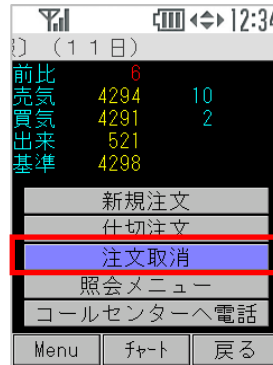 12:34
】（１１日）
前比 6
売気 4294 10
買気 4291 2
出来 521
基準 4298
新規注文
仕切注文
注文取消
照会メニュー
コールセンターへ電話
Menu ﾁｬｰﾄ 戻る